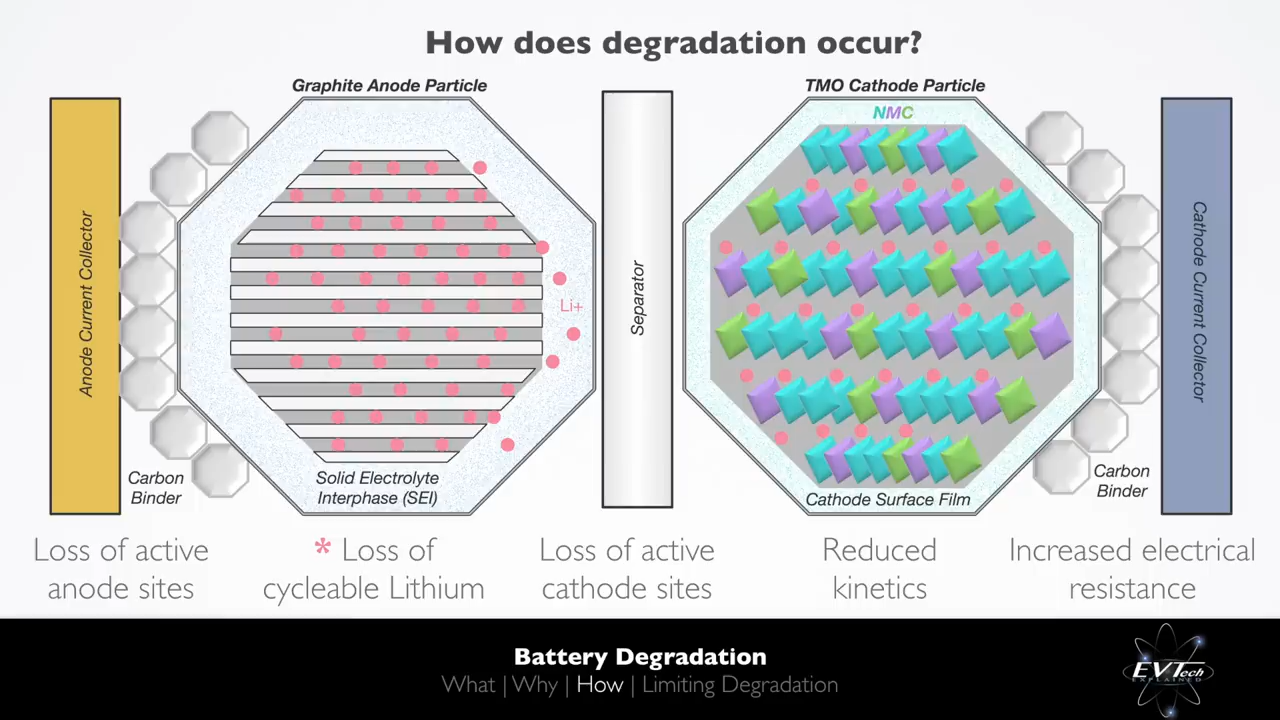 How does degradation occur?
Graphite Anode Particle
TMO Cathode Particle
NMC
Anode Current Collector
Li+
Separator
Cathode Current Collector
Carbon
Binder
Solid Electrolyte
Interphase (SEI)
Cathode Surface Film
Carbon
Binder
Loss of active
anode sites
* Loss of
cycleable Lithium
Loss of active
cathode sites
Reduced
kinetics
Increased electrical
resistance
Battery Degradation
What | Why | How | Limiting Degradation
EVTech
EXPLAINED